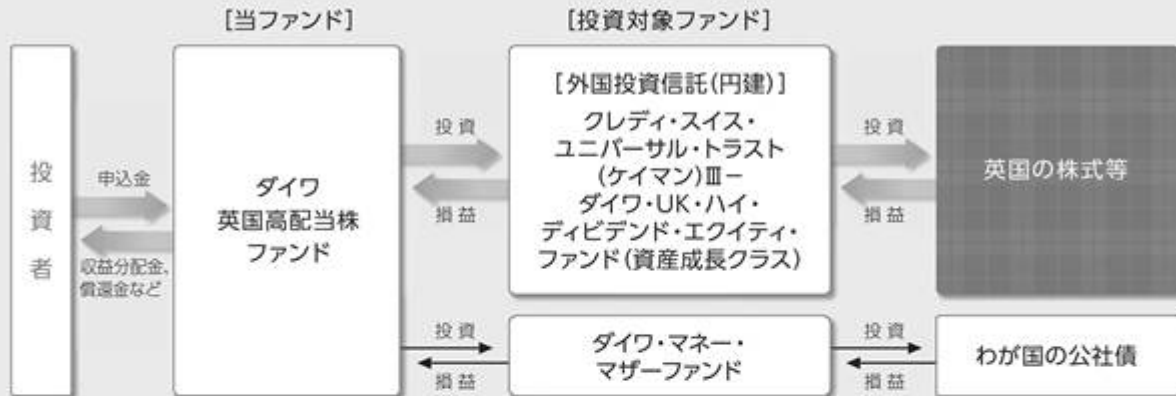 [当ファンド]
[投資対象ファンド]
投資者
申込金
収益分配金、
償還金など
ダイワ
英国高配当株
ファンド
投資
損益
[外国投資信託(円建)]
クレディ・スイス・
ユニバーサル・トラスト
(ケイマン)Ⅲ−
ダイワ・UK・ハイ・
ディビデンド・エクイティ・
ファンド(資産成長クラス)
投資
損益
英国の株式等
投資
損益
ダイワ・マネー・
マザーファンド
投資
損益
わが国の公社債